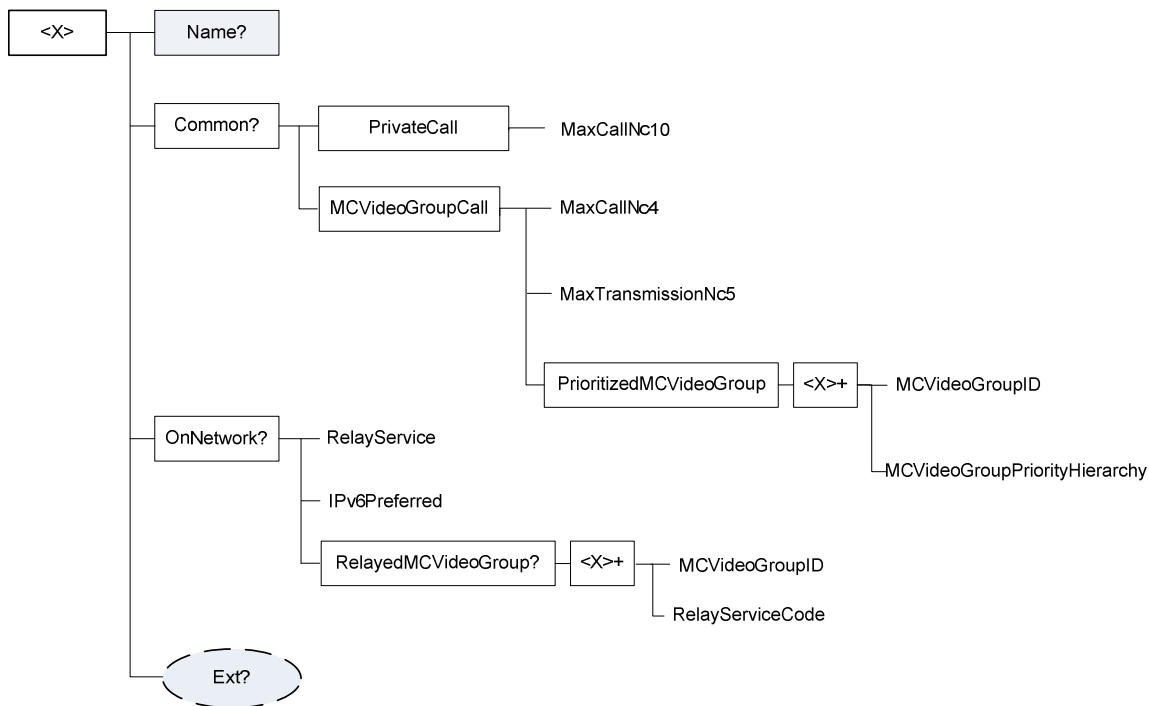 <X>
Name?
Common?
PrivateCall
MaxCallNc10
MCVideoGroupCall
MaxCallNc4
MaxTransmissionNc5
PrioritizedMCVideoGroup
<X>+
MCVideoGroupID
MCVideoGroupPriorityHierarchy
OnNetwork?
RelayService
IPv6Preferred
RelayedMCVideoGroup?
<X>+
MCVideoGroupID
RelayServiceCode
Ext?